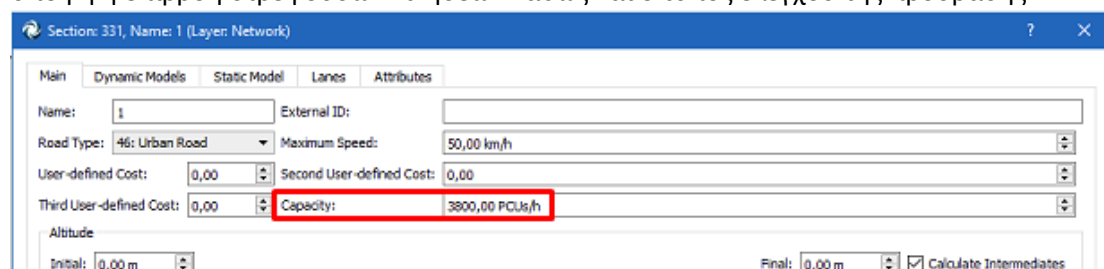 Section: 331, Name: 1 (Layer: Network) ? ×
Main Dynamic Models Static Model Lanes Attributes
Name: 1 External ID:
Road Type: 46: Urban Road Maximum Speed: 50,00 km/h
User-defined Cost: 0,00 Second User-defined Cost: 0,00
Third User-defined Cost: 0,00 Capacity: 3800,00 PCUs/h
Altitude
Initial: 0,00 m Final: 0,00 m Calculate Intermediates